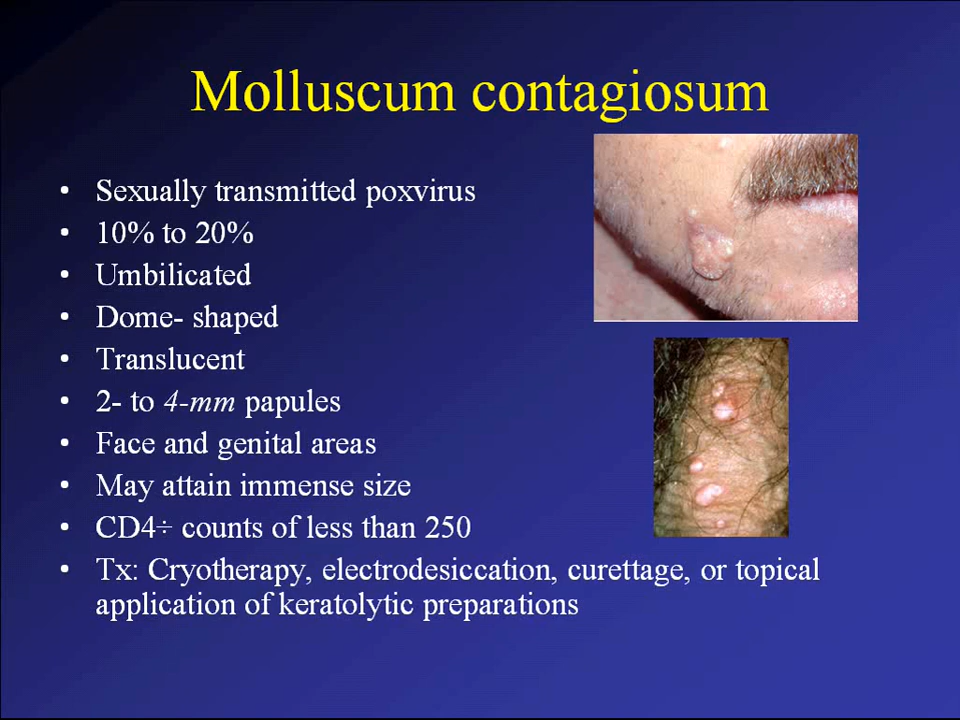 Molluscum contagiosum
• Sexually transmitted poxvirus
• 10% to 20%
• Umbilicated
• Dome- shaped
• Translucent
• 2- to 4-mm papules
• Face and genital areas
• May attain immense size
• CD4÷ counts of less than 250
• Tx: Cryotherapy, electrodesiccation, curettage, or topical
application of keratolytic preparations